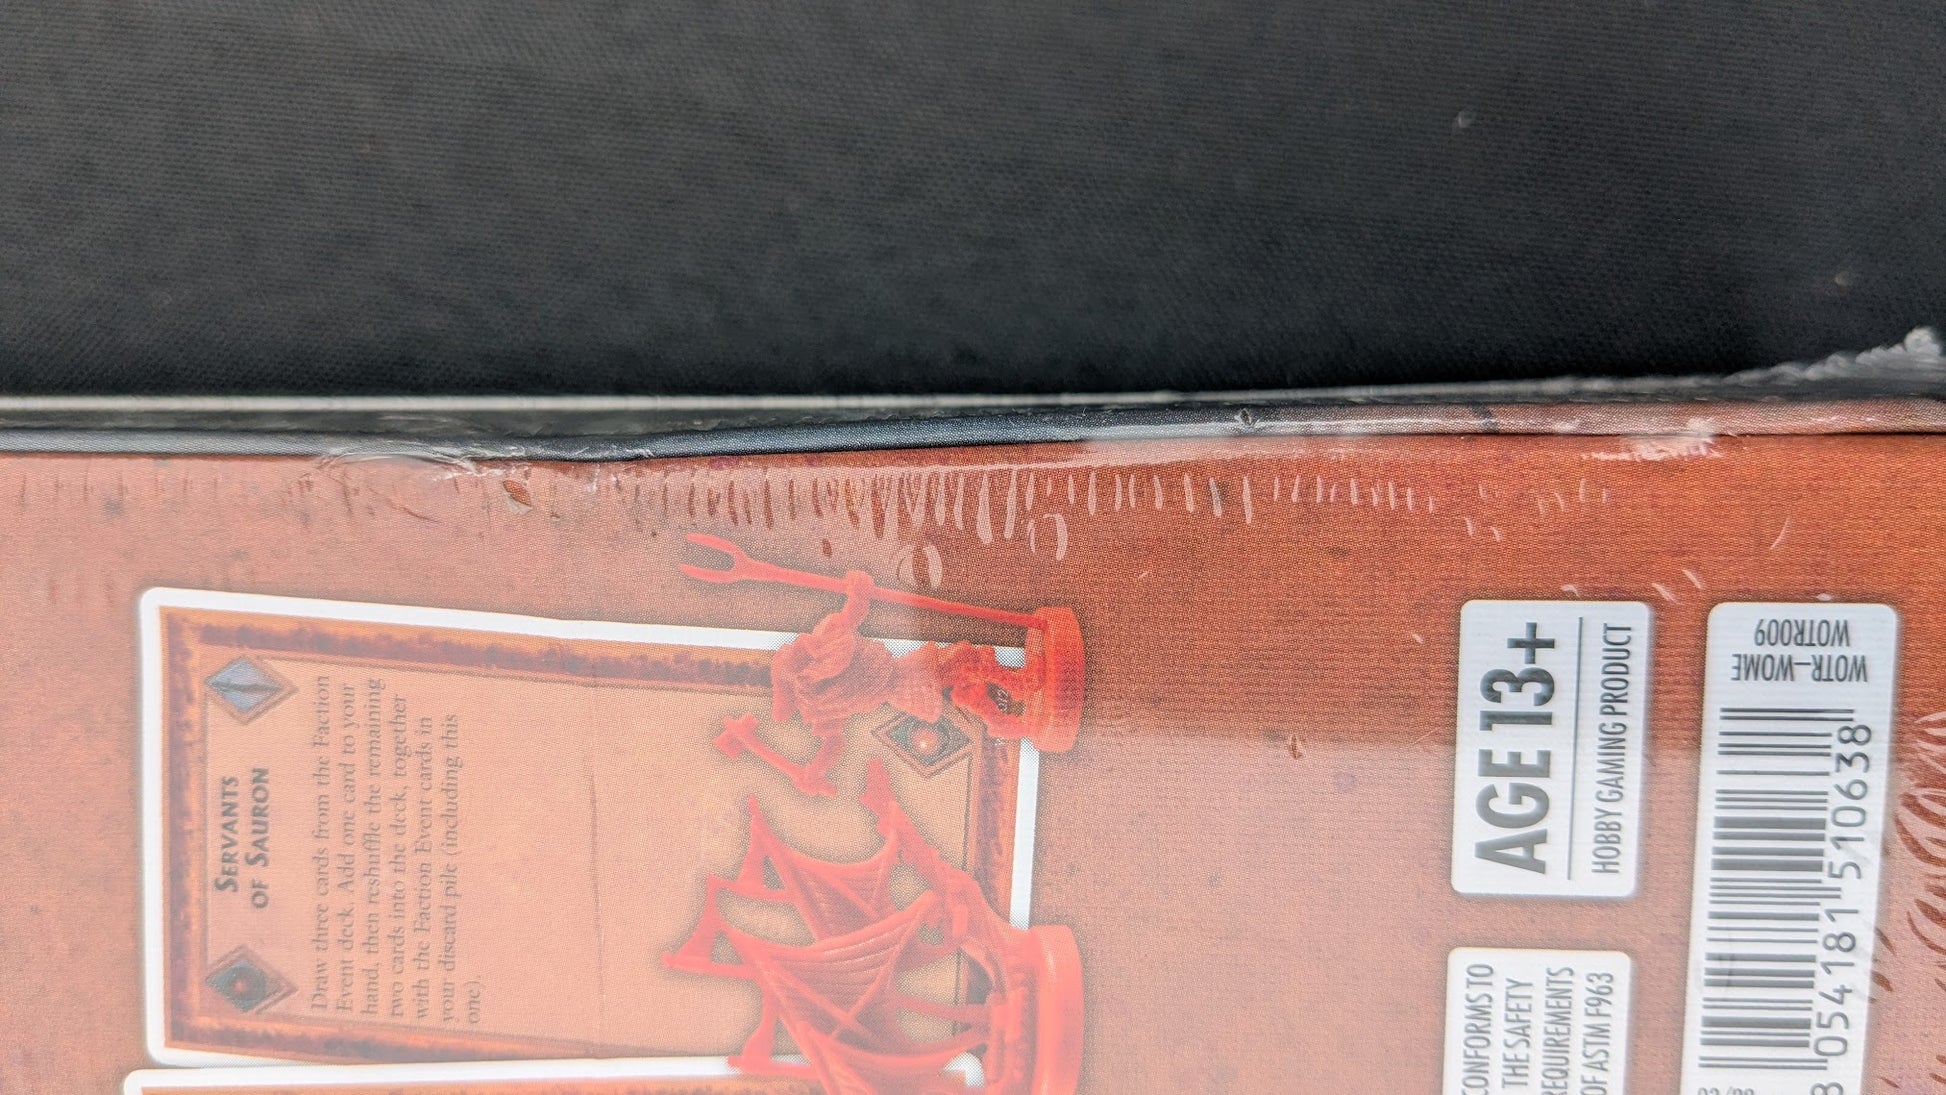 SERVANTS
OF SAURON
Draw three cards from the Faction
Event deck. Add one card to your
hand, then reshuffle the remaining
two cards into the deck, together
with the Faction Event cards in
your discard pile (including this
one).
AGE 13+
HOBBY GAMING PRODUCT
CONFORMS TO
THE SAFETY
REQUIREMENTS
OF ASTM F963
WOTR-WOME
WOTR009
8 054181 510638